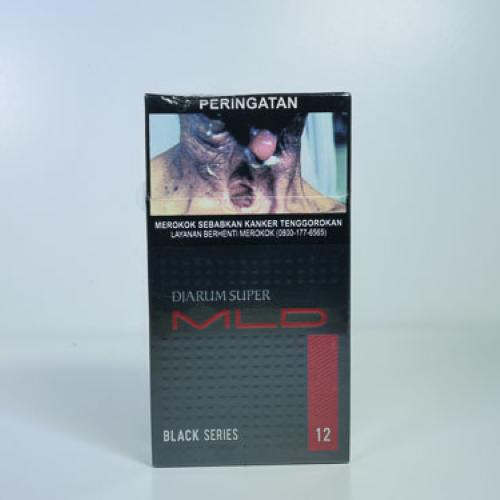 PERINGATAN
MEROKOK SEBABKAN KANKER TENGGOROKAN
LAYANAN BERHENTI MEROKOK (0800-177-6565)
DJARUM SUPER
MLD
BLACK SERIES
12